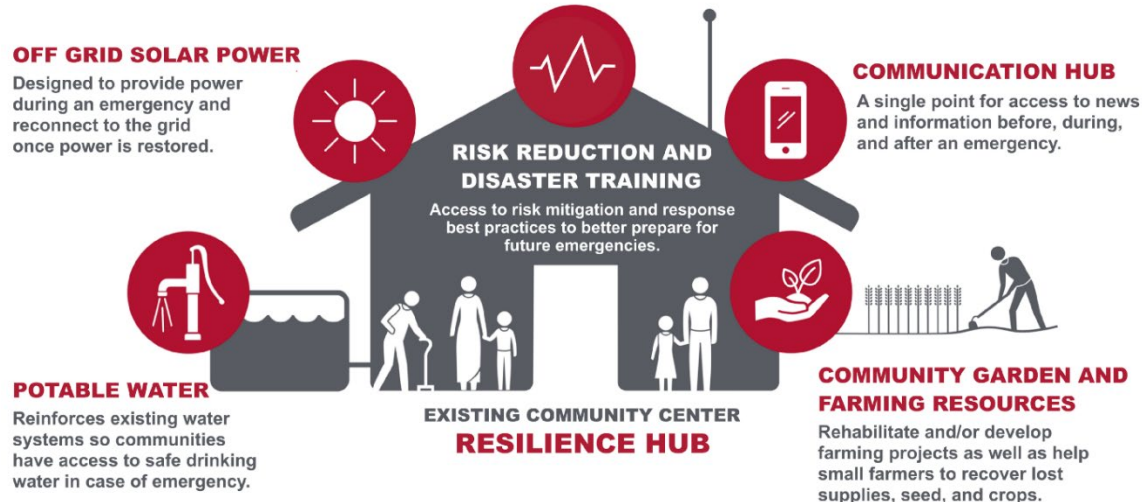 OFF GRID SOLAR POWER
Designed to provide power
during an emergency and
reconnect to the grid
once power is restored.
COMMUNICATION HUB
A single point for access to news
and information before, during,
and after an emergency.
RISK REDUCTION AND
DISASTER TRAINING
Access to risk mitigation and response
best practices to better prepare for
future emergencies.
POTABLE WATER
Reinforces existing water
systems so communities
have access to safe drinking
water in case of emergency.
EXISTING COMMUNITY CENTER
RESILIENCE HUB
COMMUNITY GARDEN AND
FARMING RESOURCES
Rehabilitate and/or develop
farming projects as well as help
small farmers to recover lost
supplies, seed, and crops.